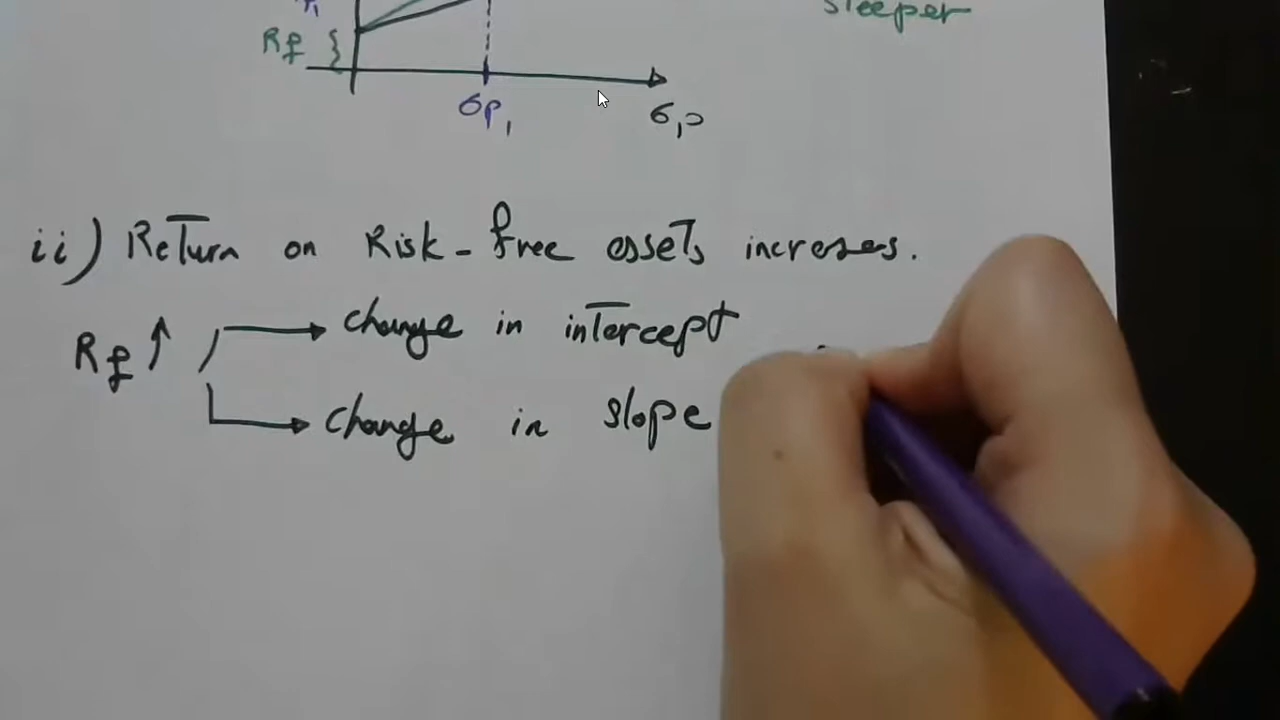 steeper
Rf
σp1
σp
ii) Return on Risk-free assets increases.
Rf ↑ → change in intercept
→ change in slope